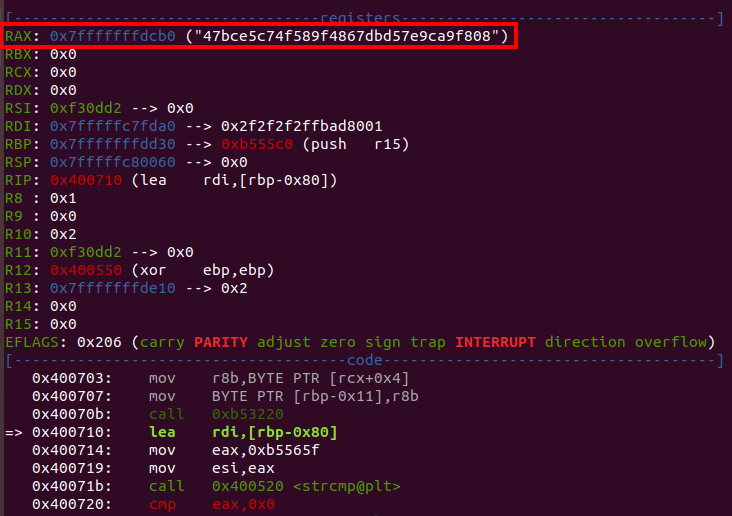 [----------------------------------registers-----------------------------------]
RAX: 0x7fffffffdcb0 ("47bce5c74f589f4867dbd57e9ca9f808")
RBX: 0x0
RCX: 0x0
RDX: 0x0
RSI: 0xf30dd2 --> 0x0
RDI: 0x7fffffc7fda0 --> 0x2f2f2f2ffbad8001
RBP: 0x7fffffffdd30 --> 0xb555c0 (push   r15)
RSP: 0x7fffffc80060 --> 0x0
RIP: 0x400710 (lea    rdi,[rbp-0x80])
R8 : 0x1
R9 : 0x0
R10: 0x2
R11: 0xf30dd2 --> 0x0
R12: 0x400550 (xor    ebp,ebp)
R13: 0x7fffffffde10 --> 0x2
R14: 0x0
R15: 0x0
EFLAGS: 0x206 (carry PARITY adjust zero sign trap INTERRUPT direction overflow)
[-------------------------------------code-------------------------------------]
   0x400703:    mov    r8b,BYTE PTR [rcx+0x4]
   0x400707:    mov    BYTE PTR [rbp-0x11],r8b
   0x40070b:    call   0xb53220
=> 0x400710:    lea    rdi,[rbp-0x80]
   0x400714:    mov    eax,0xb5565f
   0x400719:    mov    esi,eax
   0x40071b:    call   0x400520 <strcmp@plt>
   0x400720:    cmp    eax,0x0